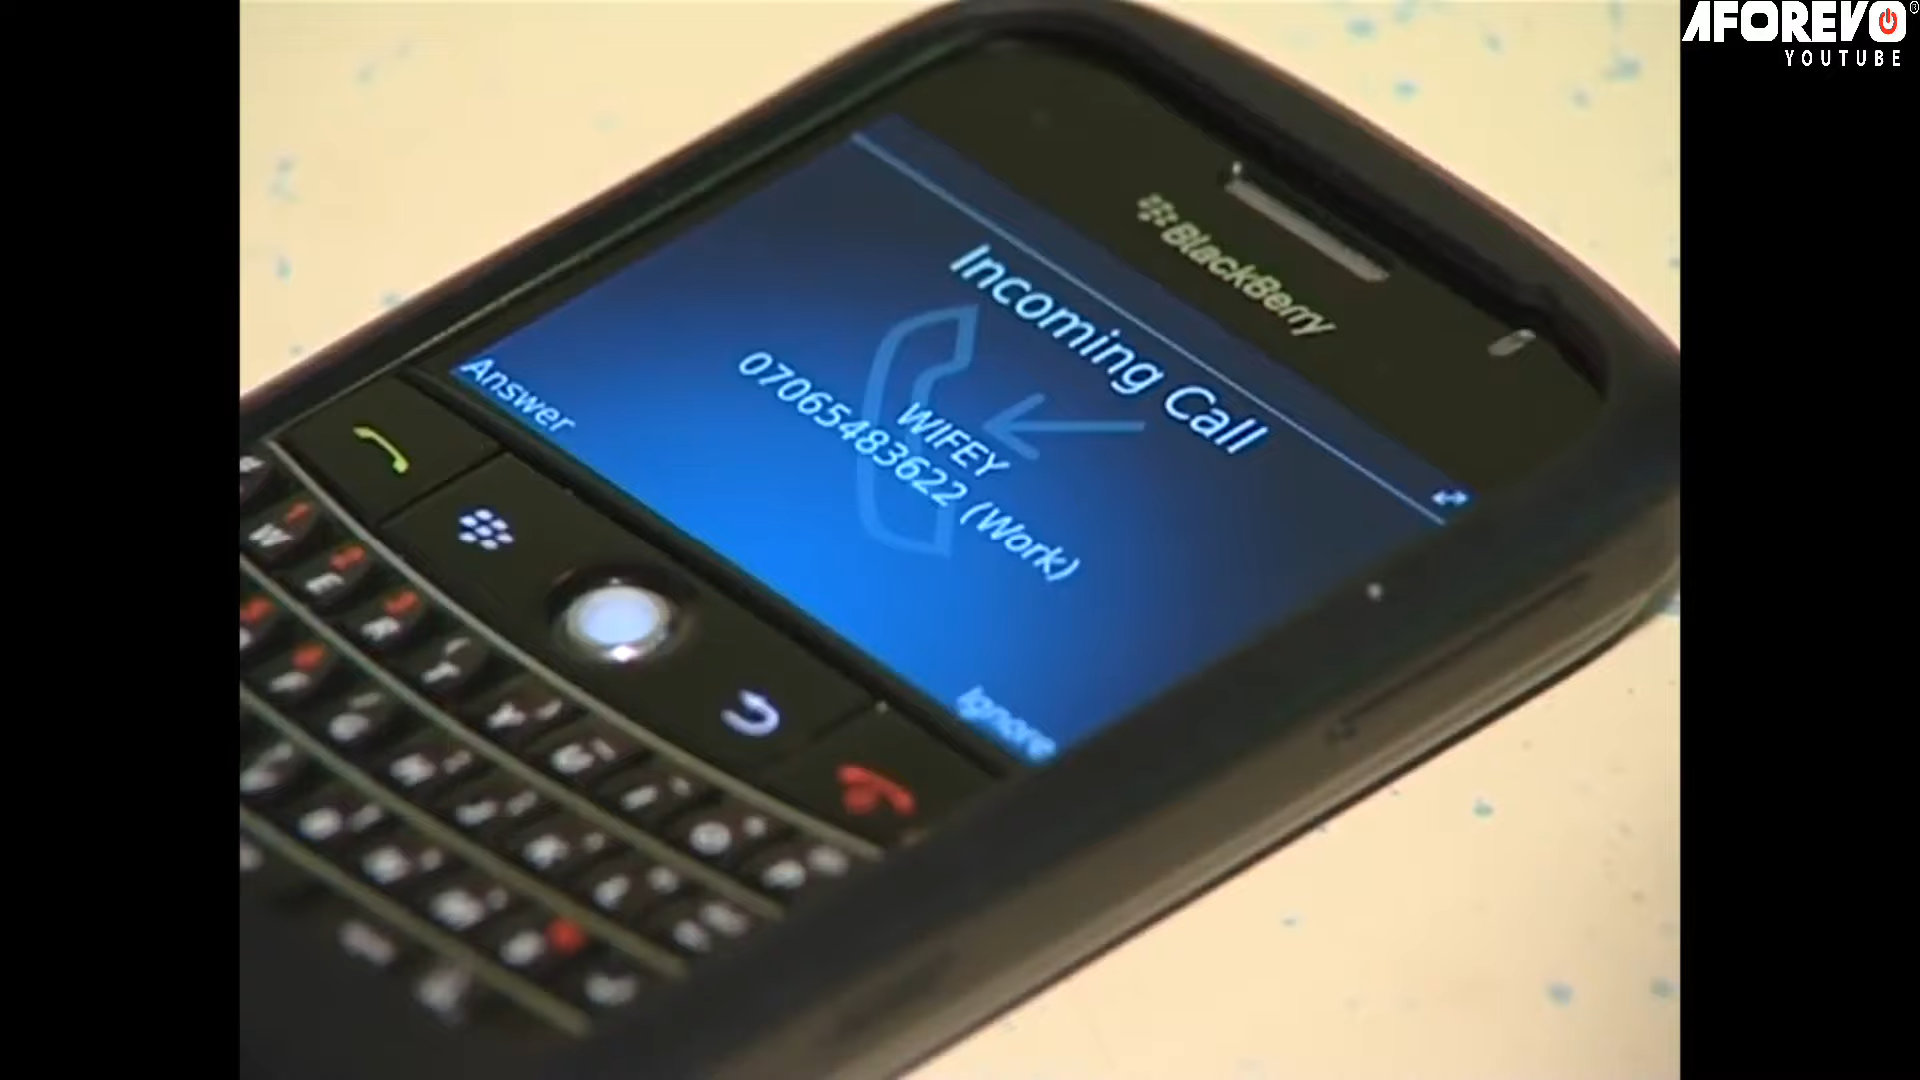 AFOREVO
YOUTUBE
BlackBerry
Incoming Call
WIFEY
07065483622 (Work)
Answer
Ignore
W
E
R
T
Y